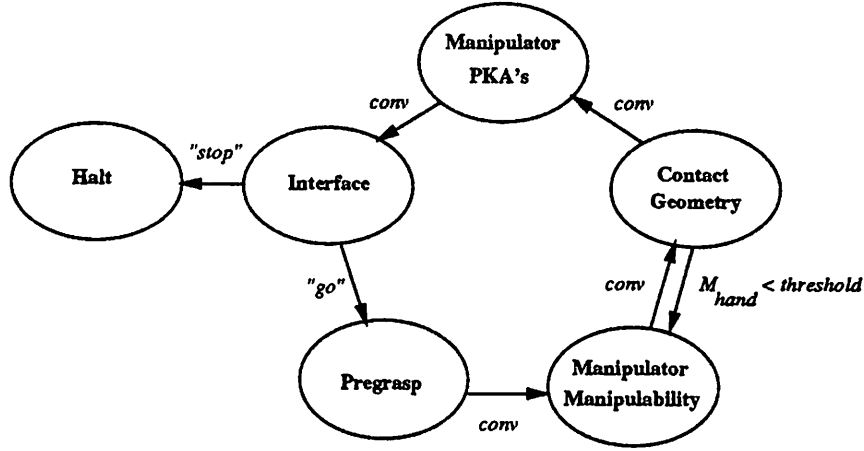 Manipulator
PKA's
conv
conv
"stop"
Halt
Interface
Contact
Geometry
"go"
conv
M hand < threshold
Pregrasp
Manipulator
Manipulability
conv